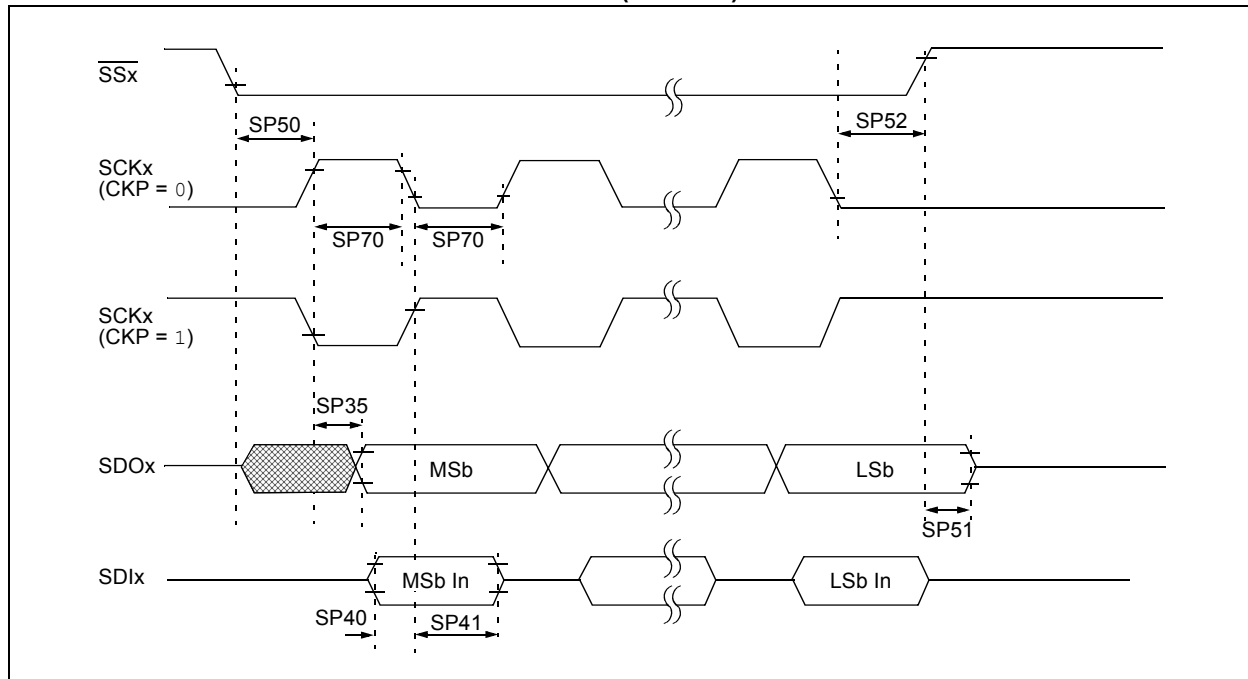 SSx
SP50
SP52
SCKx
(CKP = 0)
SP70
SP70
SCKx
(CKP = 1)
SP35
SDOx
MSb
LSb
SP51
SDIx
MSb In
LSb In
SP40
SP41